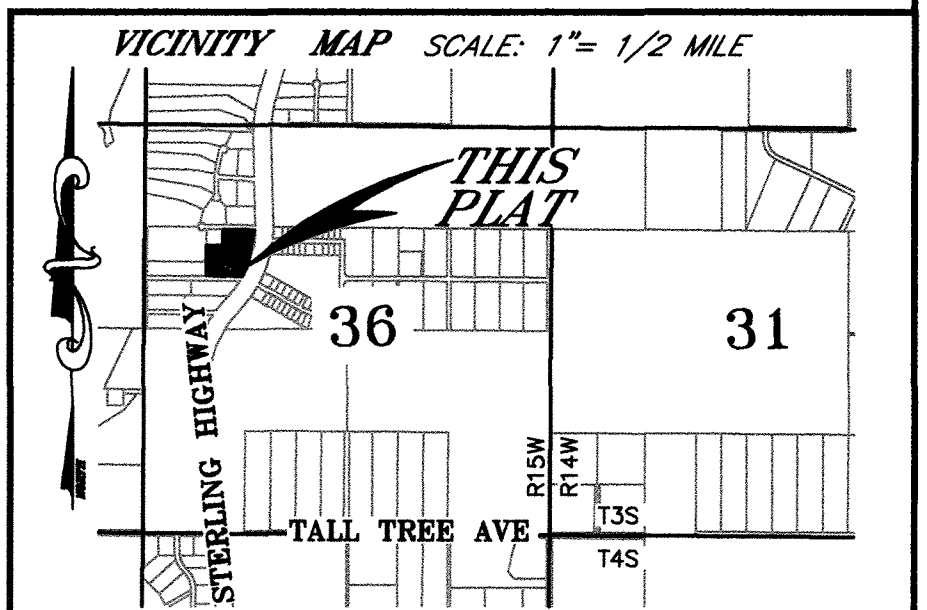 VICINITY MAP SCALE: 1"= 1/2 MILE
THIS
PLAT
36
31
STERLING HIGHWAY
R15W
R14W
T3S
TALL TREE AVE
T4S
NORTH